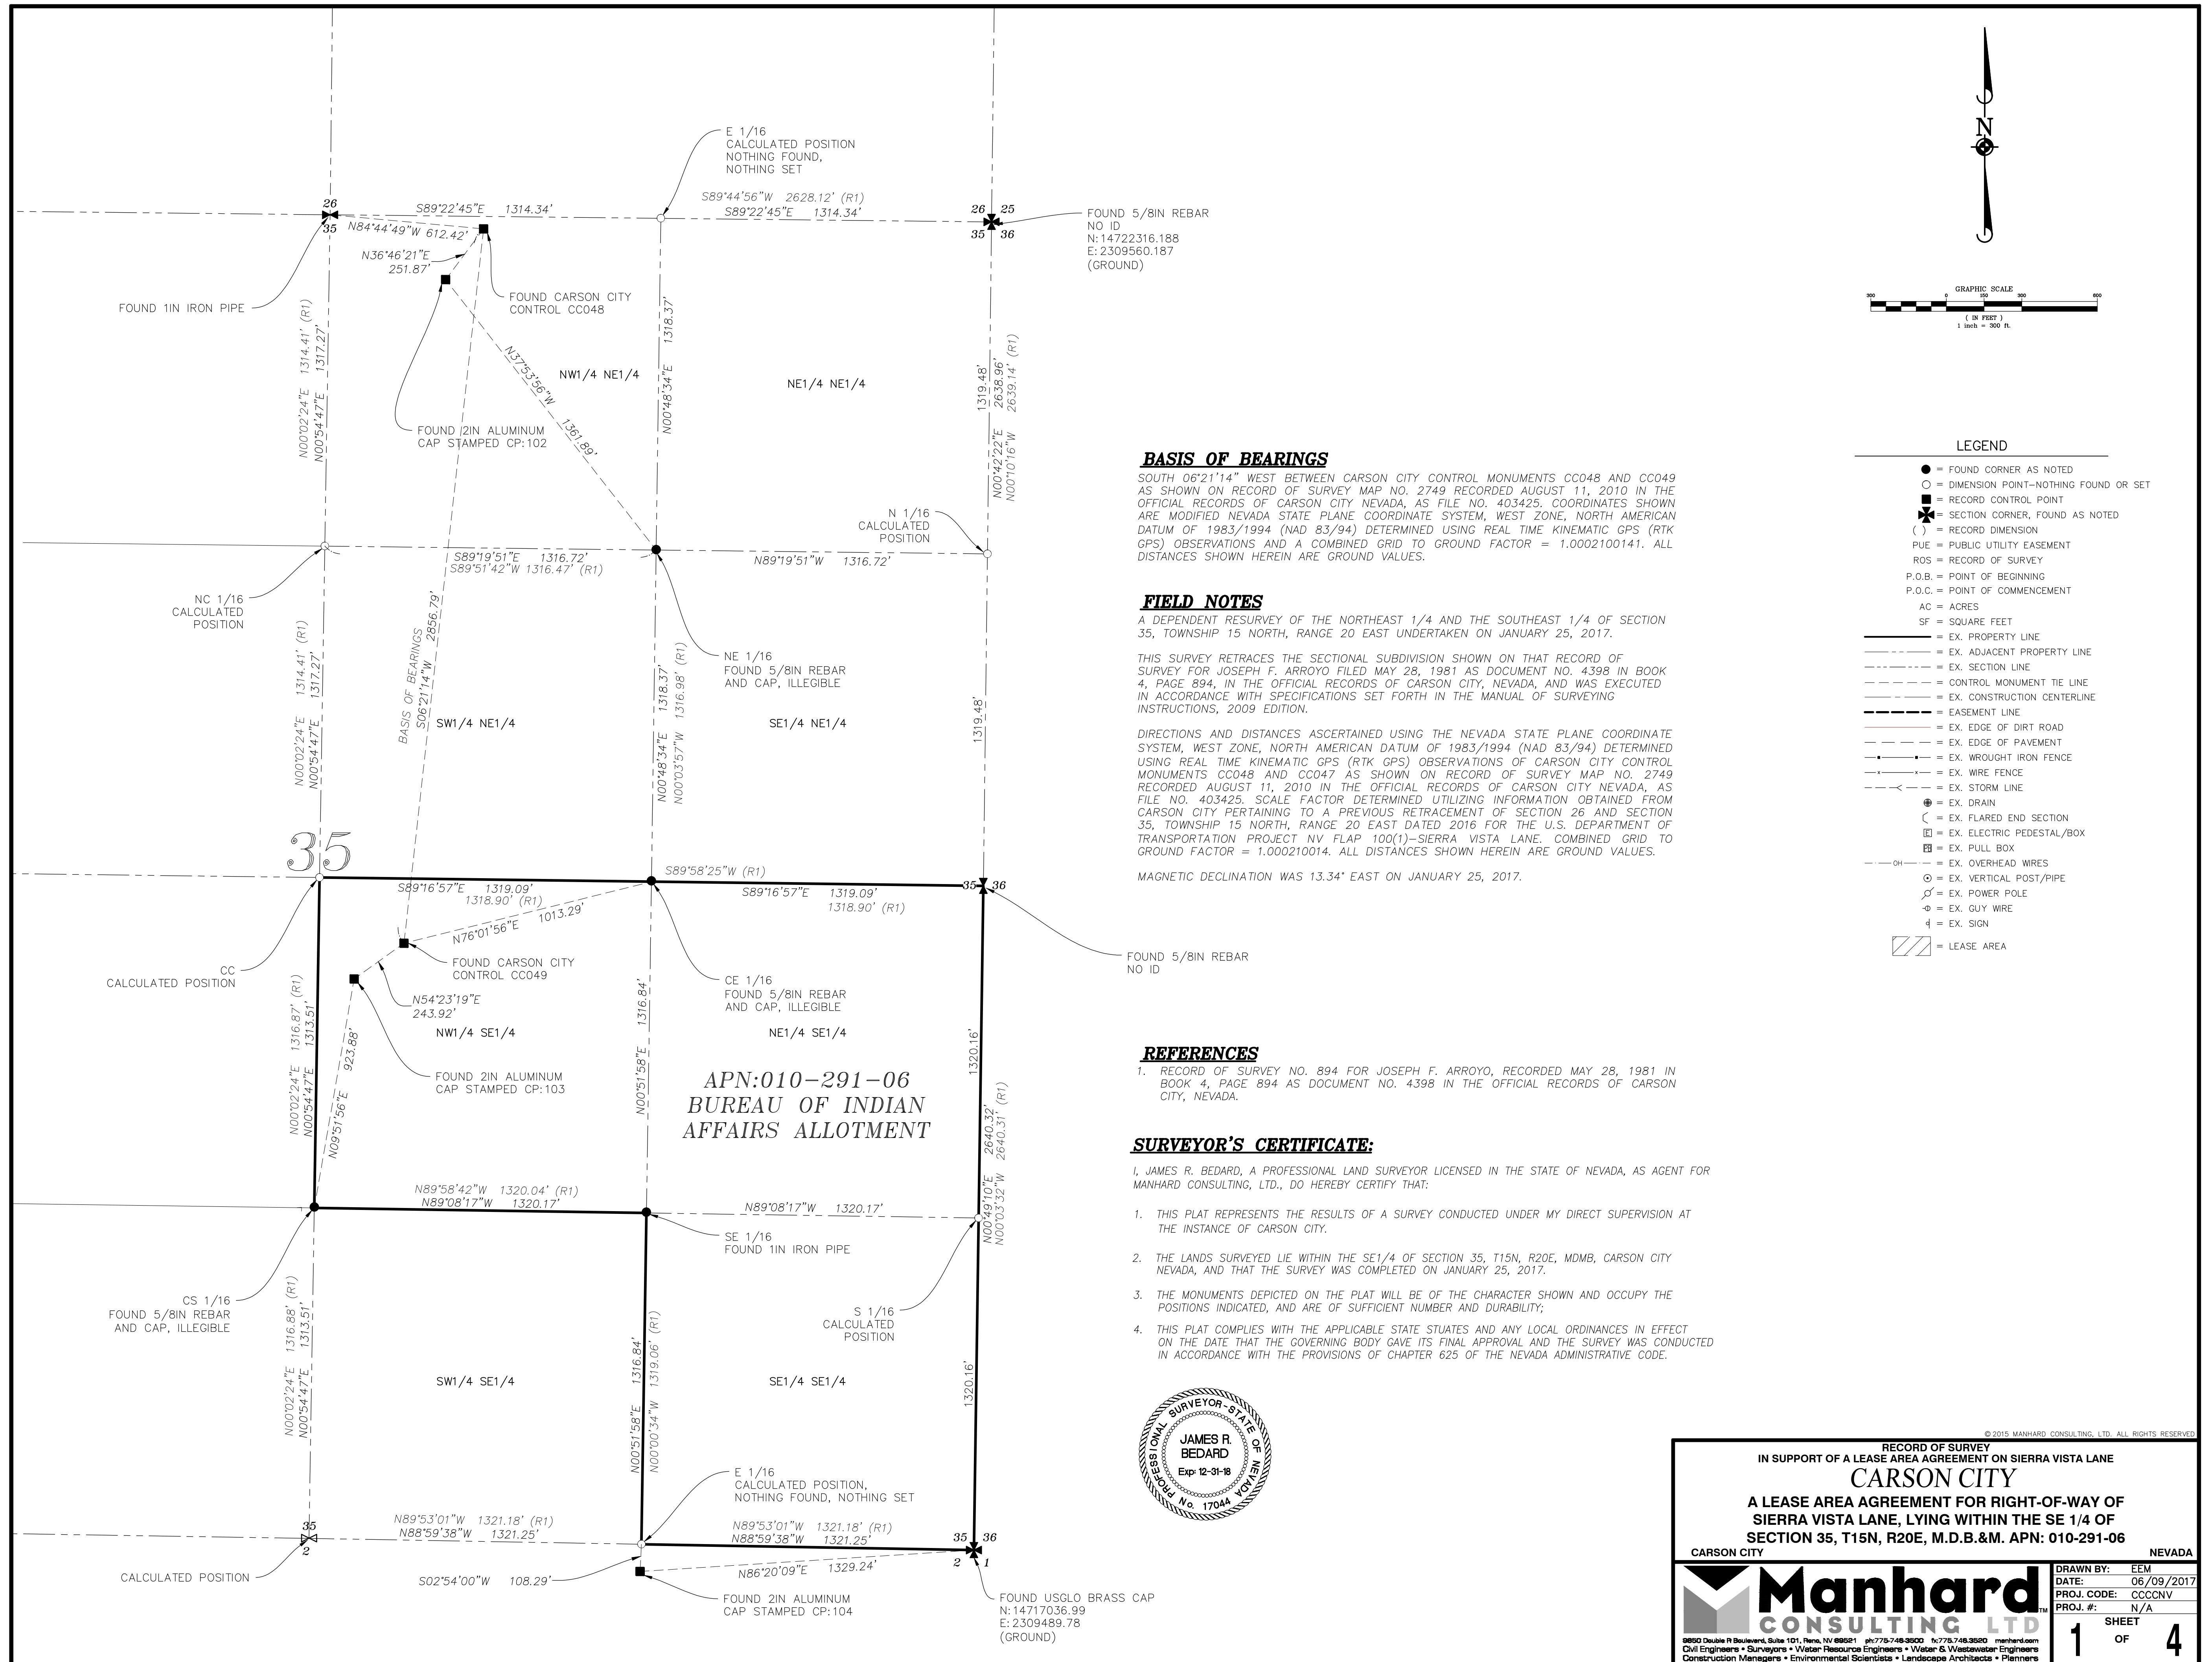 E 1/16
CALCULATED POSITION
NOTHING FOUND,
NOTHING SET
26
35
S89°22'45"E 1314.34'
S89°44'56"W 2628.12' (R1)
S89°22'45"E 1314.34'
26 25
35 36
FOUND 5/8IN REBAR
NO ID
N:14722316.188
E:2309560.187
(GROUND)
N84°44'49"W 612.42'
N36°46'21"E
251.87'
FOUND 1IN IRON PIPE
FOUND CARSON CITY
CONTROL CC048
N00°02'24"E 1314.41' (R1)
N00°54'47"E 1317.27'
N37°53'56"W 1361.89'
NW1/4 NE1/4
N00°48'34"E 1318.37'
NE1/4 NE1/4
1319.48'
N00°42'22"E 2638.96'
N00°10'16"W 2639.14' (R1)
FOUND 2IN ALUMINUM
CAP STAMPED CP:102
N 1/16
CALCULATED
POSITION
S89°19'51"E 1316.72'
S89°51'42"W 1316.47' (R1)
N89°19'51"W 1316.72'
NC 1/16
CALCULATED
POSITION
NE 1/16
FOUND 5/8IN REBAR
AND CAP, ILLEGIBLE
BASIS OF BEARINGS
S06°21'14"W 2856.79'
N00°02'24"E 1314.41' (R1)
N00°54'47"E 1317.27'
SW1/4 NE1/4
N00°48'34"E 1318.37'
N00°03'57"W 1316.98' (R1)
SE1/4 NE1/4
1319.48'
35
S89°58'25"W (R1)
S89°16'57"E 1319.09'
1318.90' (R1)
S89°16'57"E 1319.09'
1318.90' (R1)
35 36
N76°01'56"E 1013.29'
FOUND 5/8IN REBAR
NO ID
CC
CALCULATED POSITION
FOUND CARSON CITY
CONTROL CC049
CE 1/16
FOUND 5/8IN REBAR
AND CAP, ILLEGIBLE
N54°23'19"E
243.92'
N00°02'24"E 1316.87' (R1)
N00°54'47"E 1313.51'
N09°51'56"E 923.88'
NW1/4 SE1/4
N00°51'58"E 1316.84'
NE1/4 SE1/4
1320.16'
FOUND 2IN ALUMINUM
CAP STAMPED CP:103
APN:010-291-06
BUREAU OF INDIAN
AFFAIRS ALLOTMENT
N00°49'10"E 2640.32'
N00°03'32"W 2640.31' (R1)
N89°58'42"W 1320.04' (R1)
N89°08'17"W 1320.17'
N89°08'17"W 1320.17'
SE 1/16
FOUND 1IN IRON PIPE
CS 1/16
FOUND 5/8IN REBAR
AND CAP, ILLEGIBLE
S 1/16
CALCULATED
POSITION
N00°02'24"E 1316.88' (R1)
N00°54'47"E 1313.51'
SW1/4 SE1/4
N00°51'58"E 1316.84'
N00°00'34"W 1319.06' (R1)
SE1/4 SE1/4
1320.16'
E 1/16
CALCULATED POSITION,
NOTHING FOUND, NOTHING SET
35
2
N89°53'01"W 1321.18' (R1)
N88°59'38"W 1321.25'
N89°53'01"W 1321.18' (R1)
N88°59'38"W 1321.25'
35 36
2 1
CALCULATED POSITION
S02°54'00"W 108.29'
N86°20'09"E 1329.24'
FOUND 2IN ALUMINUM
CAP STAMPED CP:104
FOUND USGLO BRASS CAP
N:14717036.99
E:2309489.78
(GROUND)
BASIS OF BEARINGS
SOUTH 06°21'14" WEST BETWEEN CARSON CITY CONTROL MONUMENTS CC048 AND CC049
AS SHOWN ON RECORD OF SURVEY MAP NO. 2749 RECORDED AUGUST 11, 2010 IN THE
OFFICIAL RECORDS OF CARSON CITY NEVADA, AS FILE NO. 403425. COORDINATES SHOWN
ARE MODIFIED NEVADA STATE PLANE COORDINATE SYSTEM, WEST ZONE, NORTH AMERICAN
DATUM OF 1983/1994 (NAD 83/94) DETERMINED USING REAL TIME KINEMATIC GPS (RTK
GPS) OBSERVATIONS AND A COMBINED GRID TO GROUND FACTOR = 1.0002100141. ALL
DISTANCES SHOWN HEREIN ARE GROUND VALUES.
FIELD NOTES
A DEPENDENT RESURVEY OF THE NORTHEAST 1/4 AND THE SOUTHEAST 1/4 OF SECTION
35, TOWNSHIP 15 NORTH, RANGE 20 EAST UNDERTAKEN ON JANUARY 25, 2017.
THIS SURVEY RETRACES THE SECTIONAL SUBDIVISION SHOWN ON THAT RECORD OF
SURVEY FOR JOSEPH F. ARROYO FILED MAY 28, 1981 AS DOCUMENT NO. 4398 IN BOOK
4, PAGE 894, IN THE OFFICIAL RECORDS OF CARSON CITY, NEVADA, AND WAS EXECUTED
IN ACCORDANCE WITH SPECIFICATIONS SET FORTH IN THE MANUAL OF SURVEYING
INSTRUCTIONS, 2009 EDITION.
DIRECTIONS AND DISTANCES ASCERTAINED USING THE NEVADA STATE PLANE COORDINATE
SYSTEM, WEST ZONE, NORTH AMERICAN DATUM OF 1983/1994 (NAD 83/94) DETERMINED
USING REAL TIME KINEMATIC GPS (RTK GPS) OBSERVATIONS OF CARSON CITY CONTROL
MONUMENTS CC048 AND CC047 AS SHOWN ON RECORD OF SURVEY MAP NO. 2749
RECORDED AUGUST 11, 2010 IN THE OFFICIAL RECORDS OF CARSON CITY NEVADA, AS
FILE NO. 403425. SCALE FACTOR DETERMINED UTILIZING INFORMATION OBTAINED FROM
CARSON CITY PERTAINING TO A PREVIOUS RETRACEMENT OF SECTION 26 AND SECTION
35, TOWNSHIP 15 NORTH, RANGE 20 EAST DATED 2016 FOR THE U.S. DEPARTMENT OF
TRANSPORTATION PROJECT NV FLAP 100(1)-SIERRA VISTA LANE. COMBINED GRID TO
GROUND FACTOR = 1.000210014. ALL DISTANCES SHOWN HEREIN ARE GROUND VALUES.
MAGNETIC DECLINATION WAS 13.34° EAST ON JANUARY 25, 2017.
REFERENCES
1. RECORD OF SURVEY NO. 894 FOR JOSEPH F. ARROYO, RECORDED MAY 28, 1981 IN
BOOK 4, PAGE 894 AS DOCUMENT NO. 4398 IN THE OFFICIAL RECORDS OF CARSON
CITY, NEVADA.
SURVEYOR'S CERTIFICATE:
I, JAMES R. BEDARD, A PROFESSIONAL LAND SURVEYOR LICENSED IN THE STATE OF NEVADA, AS AGENT FOR
MANHARD CONSULTING, LTD., DO HEREBY CERTIFY THAT:
1. THIS PLAT REPRESENTS THE RESULTS OF A SURVEY CONDUCTED UNDER MY DIRECT SUPERVISION AT
THE INSTANCE OF CARSON CITY.
2. THE LANDS SURVEYED LIE WITHIN THE SE1/4 OF SECTION 35, T15N, R20E, MDMB, CARSON CITY
NEVADA, AND THAT THE SURVEY WAS COMPLETED ON JANUARY 25, 2017.
3. THE MONUMENTS DEPICTED ON THE PLAT WILL BE OF THE CHARACTER SHOWN AND OCCUPY THE
POSITIONS INDICATED, AND ARE OF SUFFICIENT NUMBER AND DURABILITY;
4. THIS PLAT COMPLIES WITH THE APPLICABLE STATE STUATES AND ANY LOCAL ORDINANCES IN EFFECT
ON THE DATE THAT THE GOVERNING BODY GAVE ITS FINAL APPROVAL AND THE SURVEY WAS CONDUCTED
IN ACCORDANCE WITH THE PROVISIONS OF CHAPTER 625 OF THE NEVADA ADMINISTRATIVE CODE.
PROFESSIONAL SURVEYOR-STATE OF NEVADA
JAMES R.
BEDARD
Exp: 12-31-18
No. 17044
N
GRAPHIC SCALE
300 0 150 300 600
( IN FEET )
1 inch = 300 ft.
LEGEND
= FOUND CORNER AS NOTED
= DIMENSION POINT-NOTHING FOUND OR SET
= RECORD CONTROL POINT
= SECTION CORNER, FOUND AS NOTED
( ) = RECORD DIMENSION
PUE = PUBLIC UTILITY EASEMENT
ROS = RECORD OF SURVEY
P.O.B. = POINT OF BEGINNING
P.O.C. = POINT OF COMMENCEMENT
AC = ACRES
SF = SQUARE FEET
= EX. PROPERTY LINE
= EX. ADJACENT PROPERTY LINE
= EX. SECTION LINE
= CONTROL MONUMENT TIE LINE
= EX. CONSTRUCTION CENTERLINE
= EASEMENT LINE
= EX. EDGE OF DIRT ROAD
= EX. EDGE OF PAVEMENT
= EX. WROUGHT IRON FENCE
= EX. WIRE FENCE
= EX. STORM LINE
= EX. DRAIN
= EX. FLARED END SECTION
E = EX. ELECTRIC PEDESTAL/BOX
PB = EX. PULL BOX
OH = EX. OVERHEAD WIRES
= EX. VERTICAL POST/PIPE
= EX. POWER POLE
= EX. GUY WIRE
= EX. SIGN
= LEASE AREA
© 2015 MANHARD CONSULTING, LTD. ALL RIGHTS RESERVED
RECORD OF SURVEY
IN SUPPORT OF A LEASE AREA AGREEMENT ON SIERRA VISTA LANE
CARSON CITY
A LEASE AREA AGREEMENT FOR RIGHT-OF-WAY OF
SIERRA VISTA LANE, LYING WITHIN THE SE 1/4 OF
SECTION 35, T15N, R20E, M.D.B.&M. APN: 010-291-06
CARSON CITY NEVADA
Manhard TM
CONSULTING LTD
9850 Double R Boulevard, Suite 101, Reno, NV 89521 ph:775-746-3500 fx:775.746.3520 manhard.com
Civil Engineers • Surveyors • Water Resource Engineers • Water & Wastewater Engineers
Construction Managers • Environmental Scientists • Landscape Architects • Planners
DRAWN BY: EEM
DATE: 06/09/2017
PROJ. CODE: CCCCNV
PROJ. #: N/A
SHEET
1 OF 4